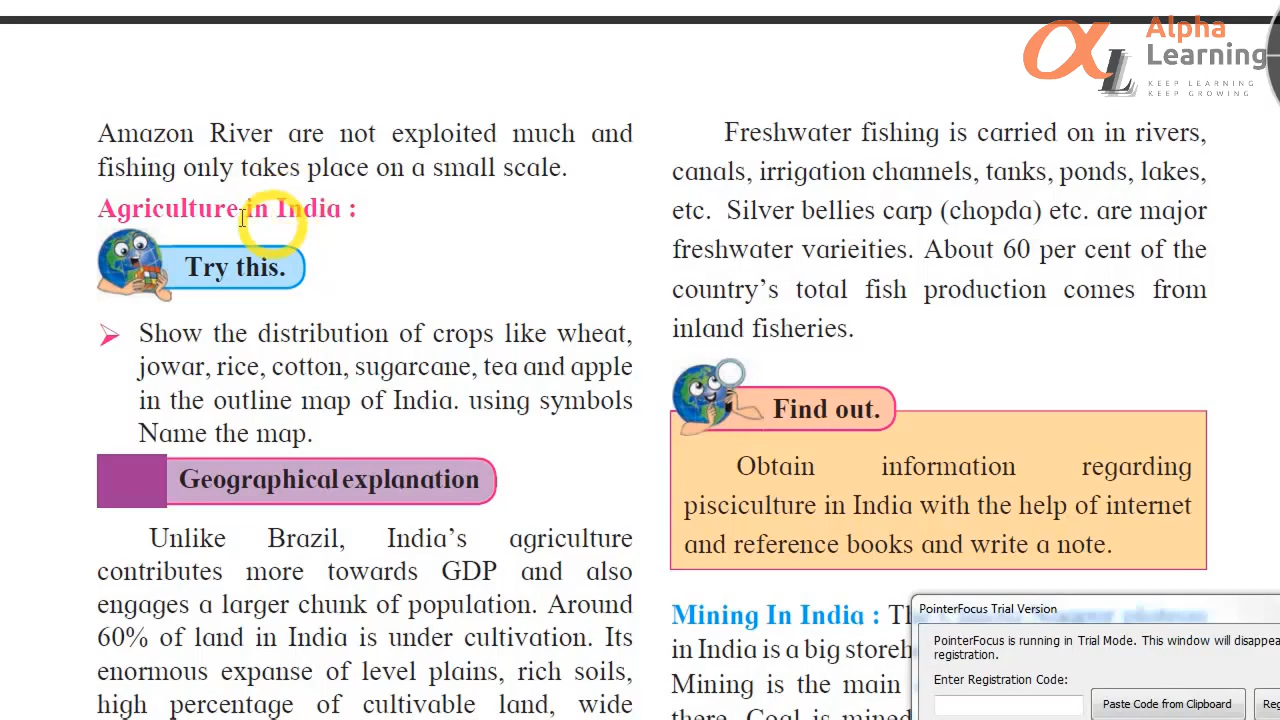 Alpha
Learning
KEEP LEARNING
KEEP GROWING
Amazon River are not exploited much and
fishing only takes place on a small scale.
Agriculture in India :
Try this.
Show the distribution of crops like wheat,
jowar, rice, cotton, sugarcane, tea and apple
in the outline map of India. using symbols
Name the map.
Geographical explanation
Unlike Brazil, India's agriculture
contributes more towards GDP and also
engages a larger chunk of population. Around
60% of land in India is under cultivation. Its
enormous expanse of level plains, rich soils,
high percentage of cultivable land, wide
Freshwater fishing is carried on in rivers,
canals, irrigation channels, tanks, ponds, lakes,
etc. Silver bellies carp (chopda) etc. are major
freshwater varieities. About 60 per cent of the
country's total fish production comes from
inland fisheries.
Find out.
Obtain information regarding
pisciculture in India with the help of internet
and reference books and write a note.
Mining In India :
in India is a big
Mining is the main
there. Coal is mined
PointerFocus Trial Version
PointerFocus is running in Trial Mode. This window will
registration.
Enter Registration Code:
Paste Code from Clipboard